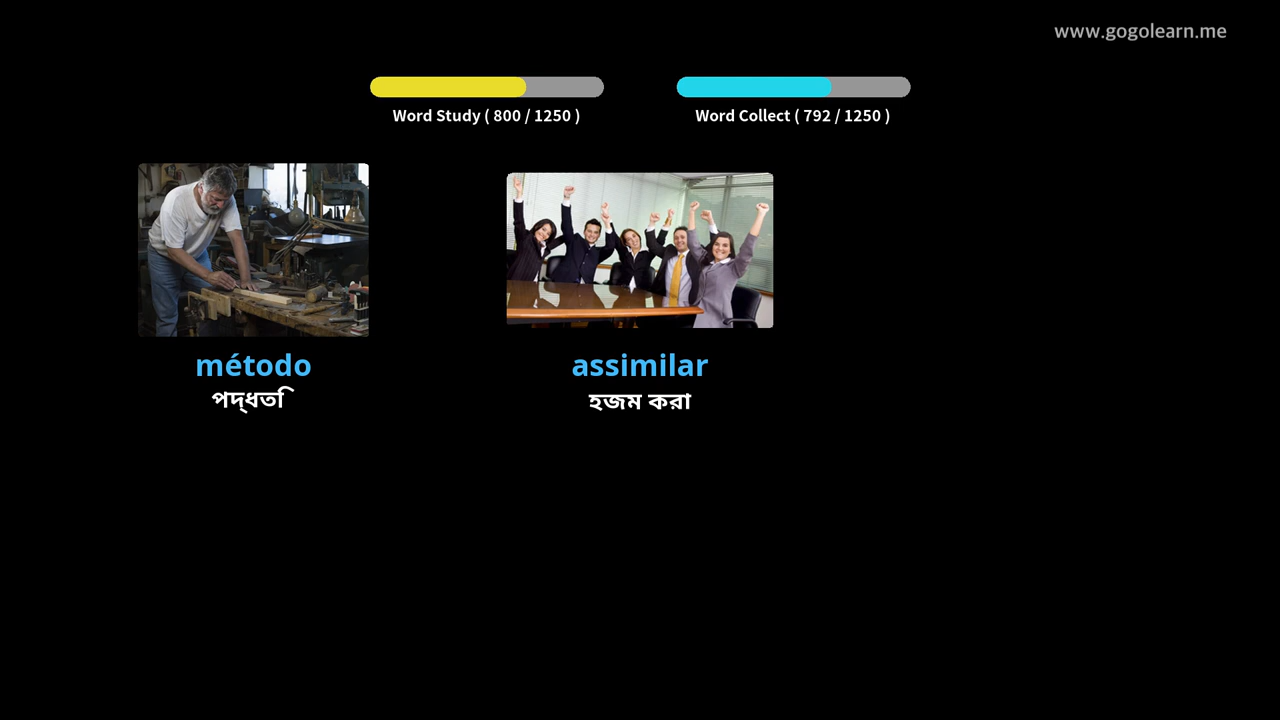 www.gogolearn.me
Word Study ( 800 / 1250 )
Word Collect ( 792 / 1250 )
método
পদ্ধতি
assimilar
হজম করা